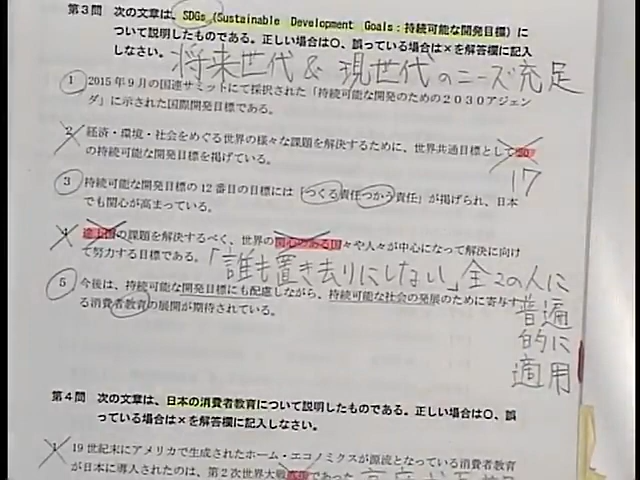 第3問 次の文章は、SDGs (Sustainable Development Goals：持続可能な開発目標) に
ついて説明したものである。正しい場合は○、誤っている場合は×を解答欄に記入
しなさい。
将来世代 & 現世代のニーズ充足
1 2015年9月の国連サミットにて採択された「持続可能な開発のための2030アジェン
ダ」に示された国際開発目標である。
2 経済・環境・社会をめぐる世界の様々な課題を解決するために、世界共通目標として
の持続可能な目標を掲げている。
17
3 持続可能な開発目標の12番目の目標には「つくる責任つかう責任」が掲げられ、日本
でも関心が高まっている。
4 途上国の課題を解決するべく、世界の関心のある国々や人々が中心になって解決に向け
て努力する目標である。
「誰も置き去りにしない」全ての人に
普遍
的に
適用
5 今後は、持続可能な開発目標にも配慮しながら、持続可能な社会の発展のために寄与す
る消費者教育の展開が期待されている。
第4問 次の文章は、日本の消費者教育について説明したものである。正しい場合は○、誤
っている場合は×を解答欄に記入しなさい。
1 19世紀末にアメリカで生成されたホーム・エコノミクスが源流となっている消費者教育
が日本に導入されたのは、第2次世界大戦
であった